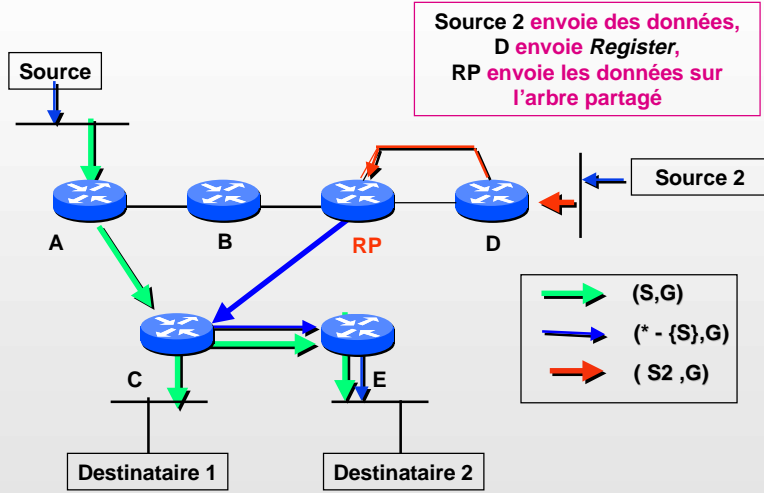 Source 2 envoie des données,
D envoie Register,
RP envoie les données sur
l'arbre partagé
Source
Source 2
A
B
RP
D
(S,G)
(* - {S},G)
( S2 ,G)
C
E
Destinataire 1
Destinataire 2